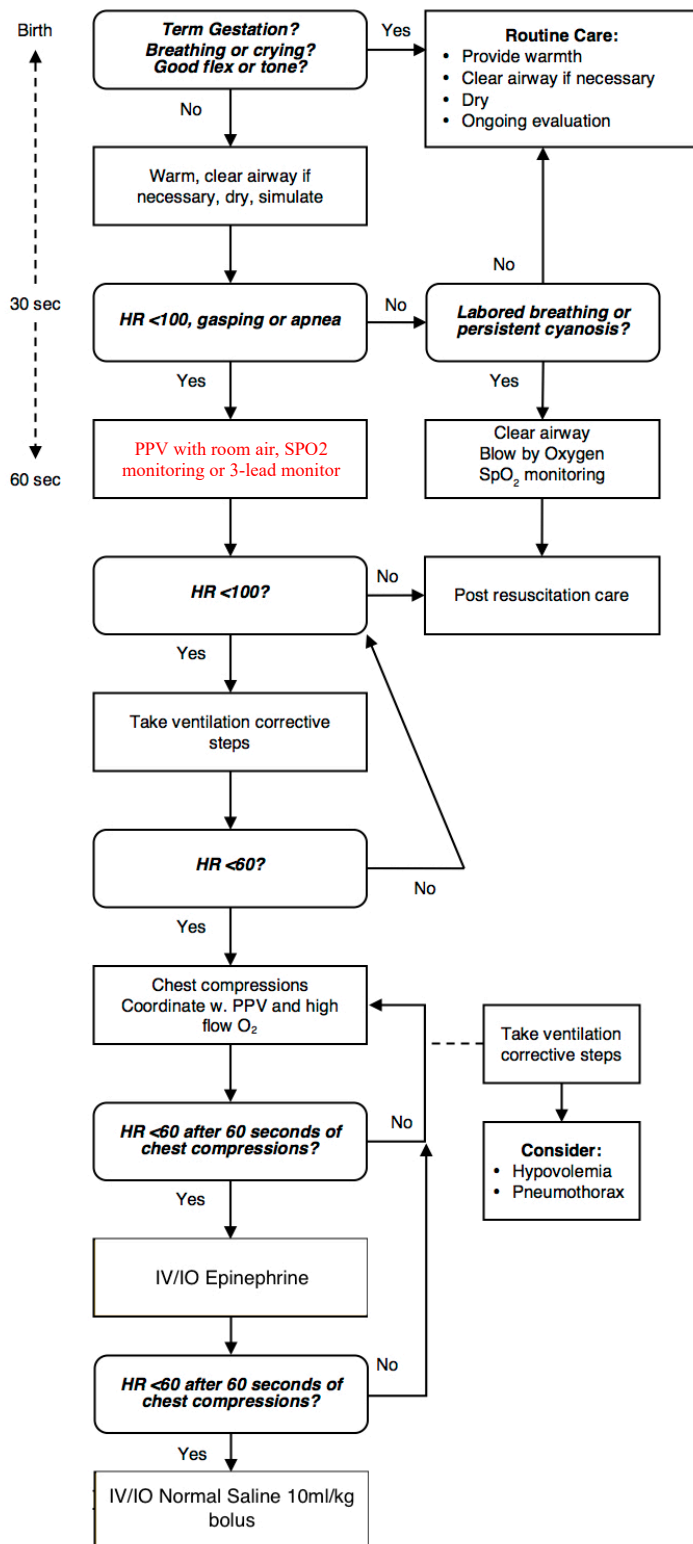 Birth
Term Gestation?
Breathing or crying?
Good flex or tone?
Yes
Routine Care:
• Provide warmth
• Clear airway if necessary
• Dry
• Ongoing evaluation
No
Warm, clear airway if
necessary, dry, simulate
No
30 sec
HR <100, gasping or apnea
No
Labored breathing or
persistent cyanosis?
Yes
Yes
60 sec
PPV with room air, SPO2
monitoring or 3-lead monitor
Clear airway
Blow by Oxygen
SpO₂ monitoring
HR <100?
No
Post resuscitation care
Yes
Take ventilation corrective
steps
HR <60?
No
Yes
Chest compressions
Coordinate w. PPV and high
flow O₂
Take ventilation
corrective steps
HR <60 after 60 seconds of
chest compressions?
No
Consider:
• Hypovolemia
• Pneumothorax
Yes
IV/IO Epinephrine
HR <60 after 60 seconds of
chest compressions?
No
Yes
IV/IO Normal Saline 10ml/kg
bolus